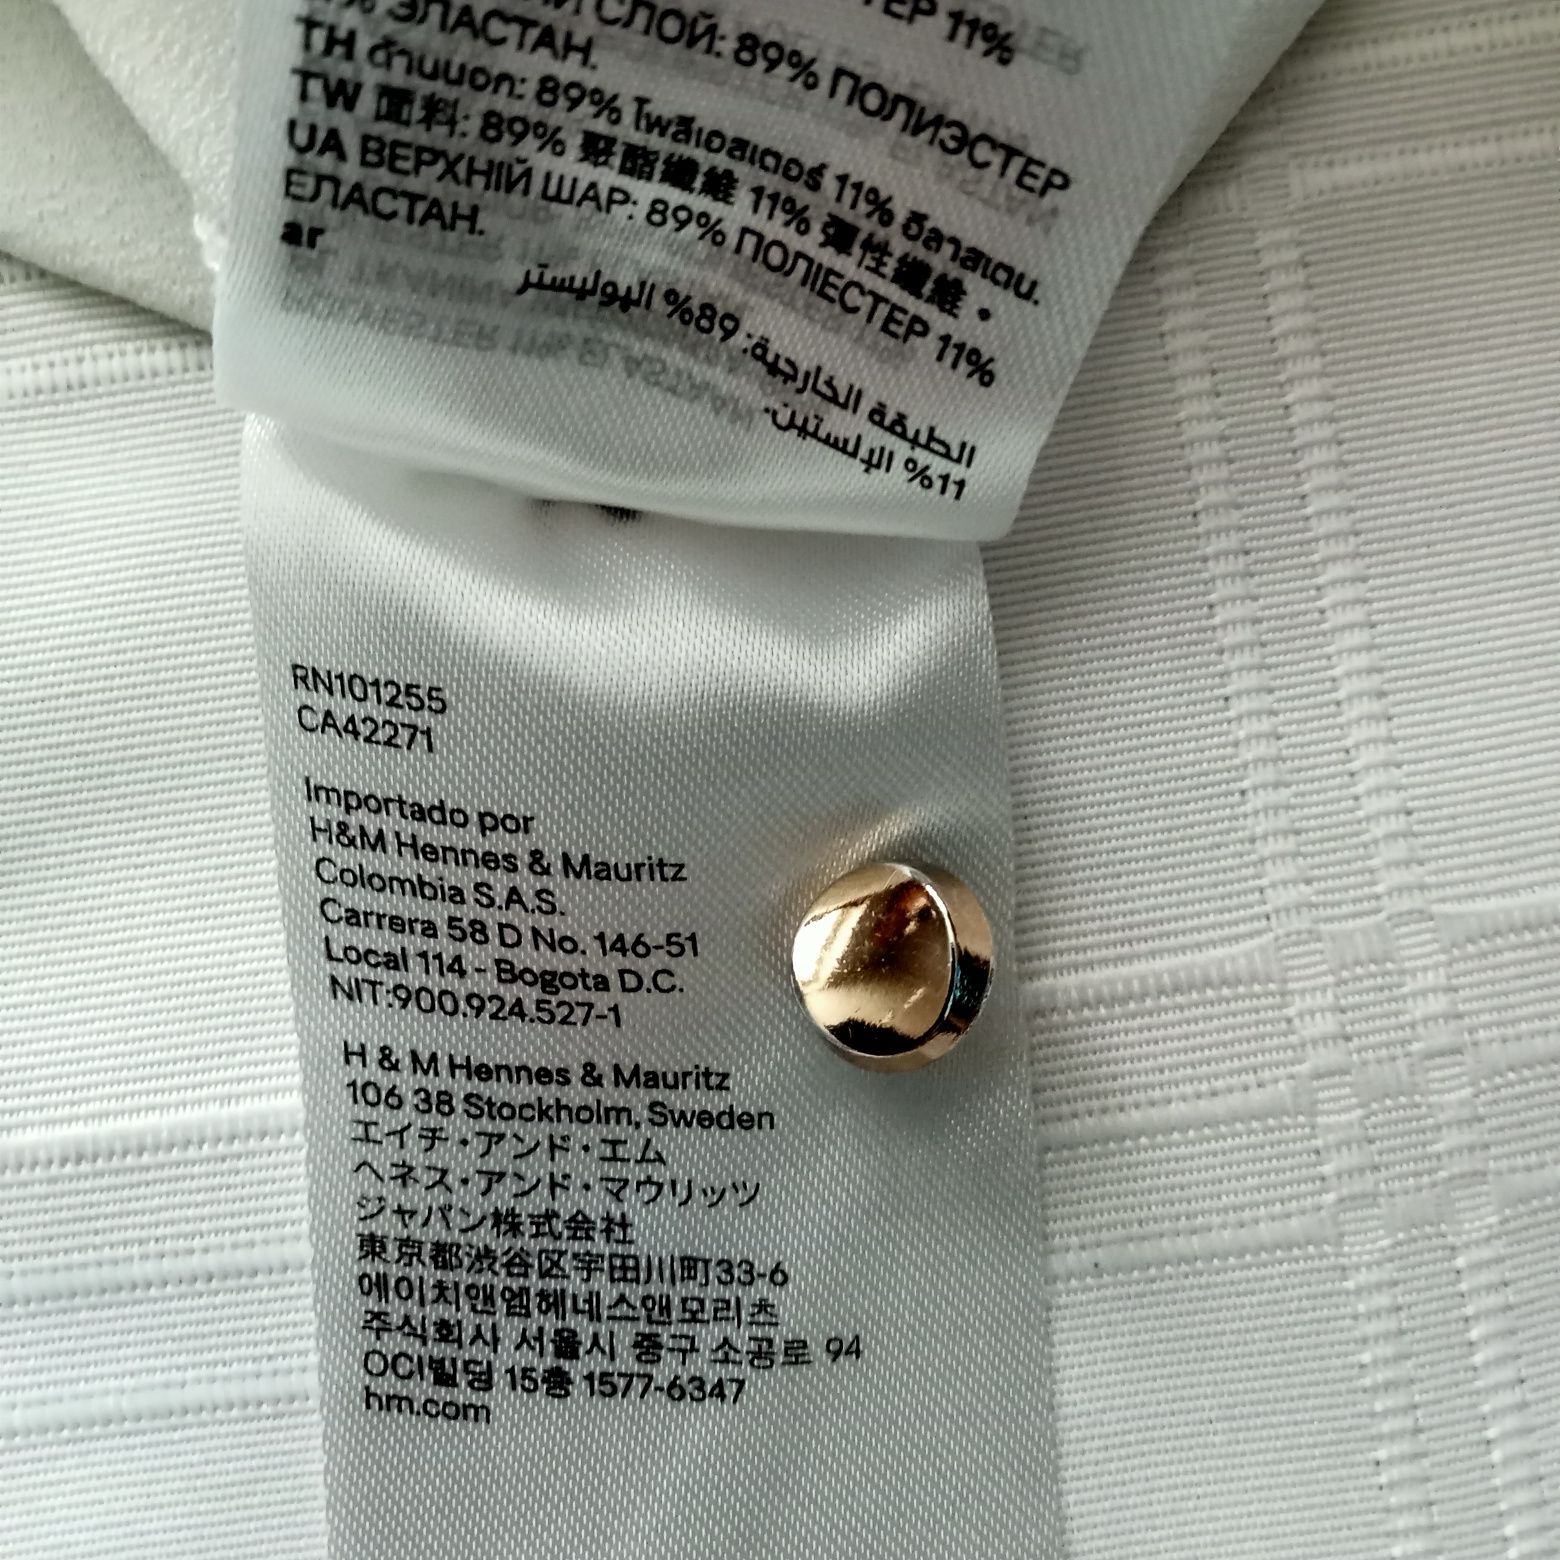 ТЕР 11%
СЛОЙ: 89% ПОЛИЭСТЕР
ЭЛАСТАН.
TH ด้านนอก: 89% โพลีเอสเตอร์ 11% อีลาสเตน.
TW 面料: 89% 聚酯纖維 11% 彈性纖維。
UA ВЕРХНІЙ ШАР: 89% ПОЛІЕСТЕР 11%
ЕЛАСТАН.
ar
الطبقة الخارجية: 89% البوليستر
11% الإلستين.
RN101255
CA42271
Importado por
H&M Hennes & Mauritz
Colombia S.A.S.
Carrera 58 D No. 146-51
Local 114 - Bogota D.C.
NIT:900.924.527-1
H & M Hennes & Mauritz
106 38 Stockholm, Sweden
エイチ・アンド・エム
ヘネス・アンド・マウリッツ
ジャパン株式会社
東京都渋谷区宇田川町33-6
에이치앤엠헤네스앤모리츠
주식회사 서울시 중구 소공로 94
OCI빌딩 15층 1577-6347
hm.com